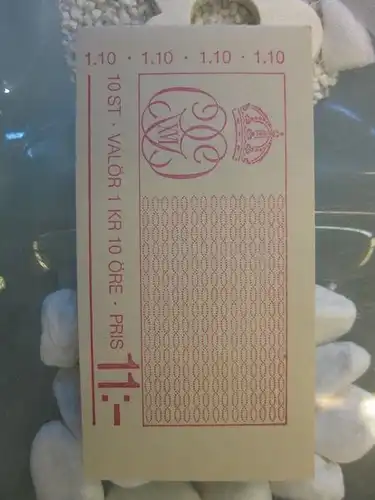 1.10 · 1.10 · 1.10 · 1.10
10 ST · VALÖR 1 KR 10 ÖRE · PRIS 11:-